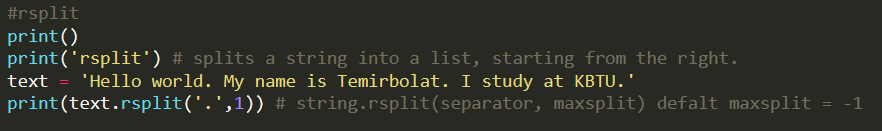 #rsplit
print()
print('rsplit') # splits a string into a list, starting from the right.
text = 'Hello world. My name is Temirbolat. I study at KBTU.'
print(text.rsplit('.',1)) # string.rsplit(separator, maxsplit) defalt maxsplit = -1